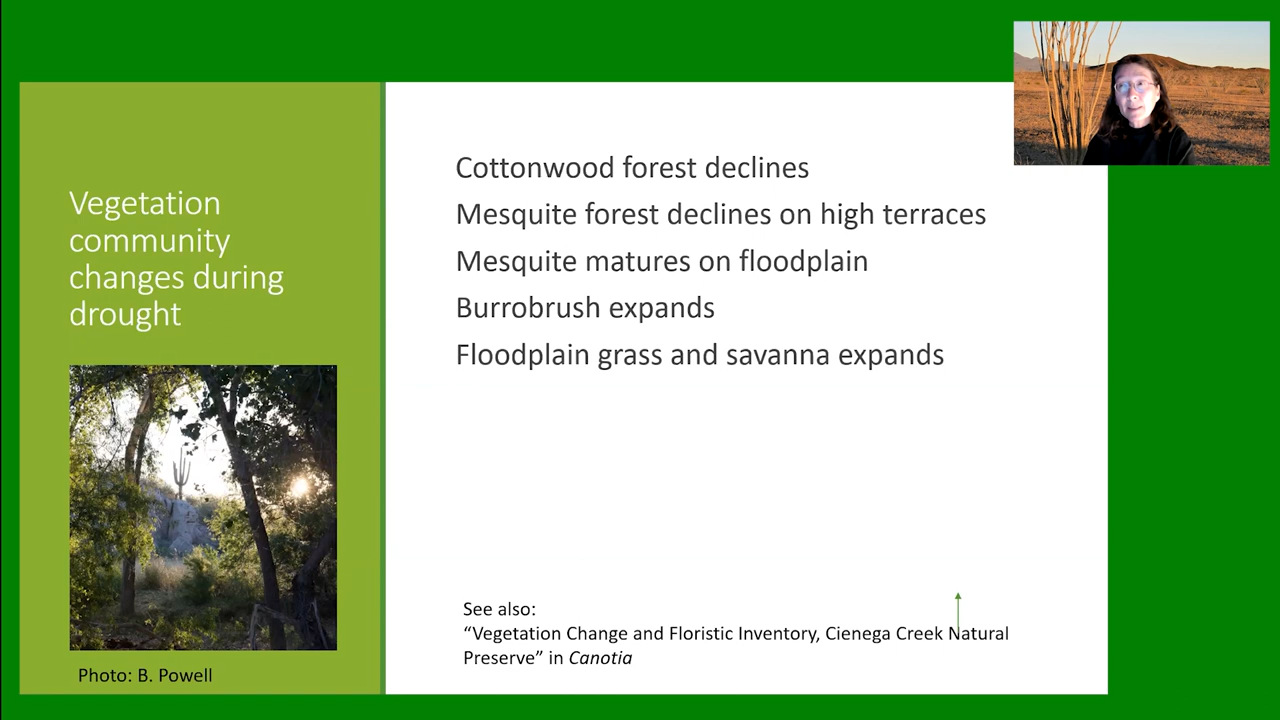 Vegetation
community
changes during
drought
Photo: B. Powell
Cottonwood forest declines
Mesquite forest declines on high terraces
Mesquite matures on floodplain
Burrobrush expands
Floodplain grass and savanna expands
See also:
“Vegetation Change and Floristic Inventory, Cienega Creek Natural
Preserve” in Canotia